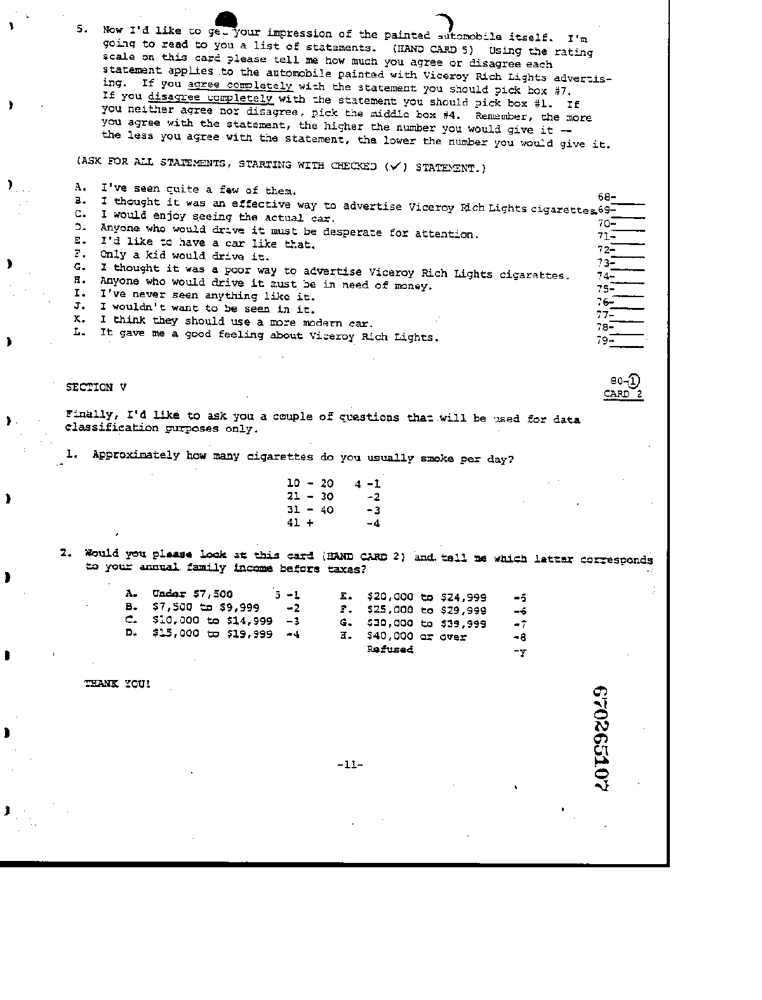 5. Now I'd like to get your impression of the painted automobile itself. I'm
going to read to you a list of statements. (HAND CARD 5) Using the rating
scale on this card please tell me how much you agree or disagree each
statement applies to the automobile painted with Viceroy Rich Lights advertis-
ing. If you agree completely with the statement you should pick box #7.
If you disagree completely with the statement you should pick box #1. If
you neither agree nor disagree, pick the middle box #4. Remember, the more
you agree with the statement, the higher the number you would give it --
the less you agree with the statement, the lower the number you would give it.
(ASK FOR ALL STATEMENTS, STARTING WITH CHECKED (✓) STATEMENT.)
A. I've seen quite a few of them. 68-
B. I thought it was an effective way to advertise Viceroy Rich Lights cigarettes. 69-
C. I would enjoy seeing the actual car. 70-
D. Anyone who would drive it must be desperate for attention. 71-
E. I'd like to have a car like that. 72-
F. Only a kid would drive it. 73-
G. I thought it was a poor way to advertise Viceroy Rich Lights cigarettes. 74-
H. Anyone who would drive it must be in need of money. 75-
I. I've never seen anything like it. 76-
J. I wouldn't want to be seen in it. 77-
K. I think they should use a more modern car. 78-
L. It gave me a good feeling about Viceroy Rich Lights. 79-
SECTION V 80-1
CARD 2
Finally, I'd like to ask you a couple of questions that will be used for data
classification purposes only.
1. Approximately how many cigarettes do you usually smoke per day?
10 - 20 4 -1
21 - 30 -2
31 - 40 -3
41 + -4
2. Would you please look at this card (HAND CARD 2) and tell me which letter corresponds
to your annual family income before taxes?
A. Under $7,500 5 -1 E. $20,000 to $24,999 -5
B. $7,500 to $9,999 -2 F. $25,000 to $29,999 -6
C. $10,000 to $14,999 -3 G. $30,000 to $39,999 -7
D. $15,000 to $19,999 -4 H. $40,000 or over -8
Refused -y
THANK YOU!
670265107
-11-